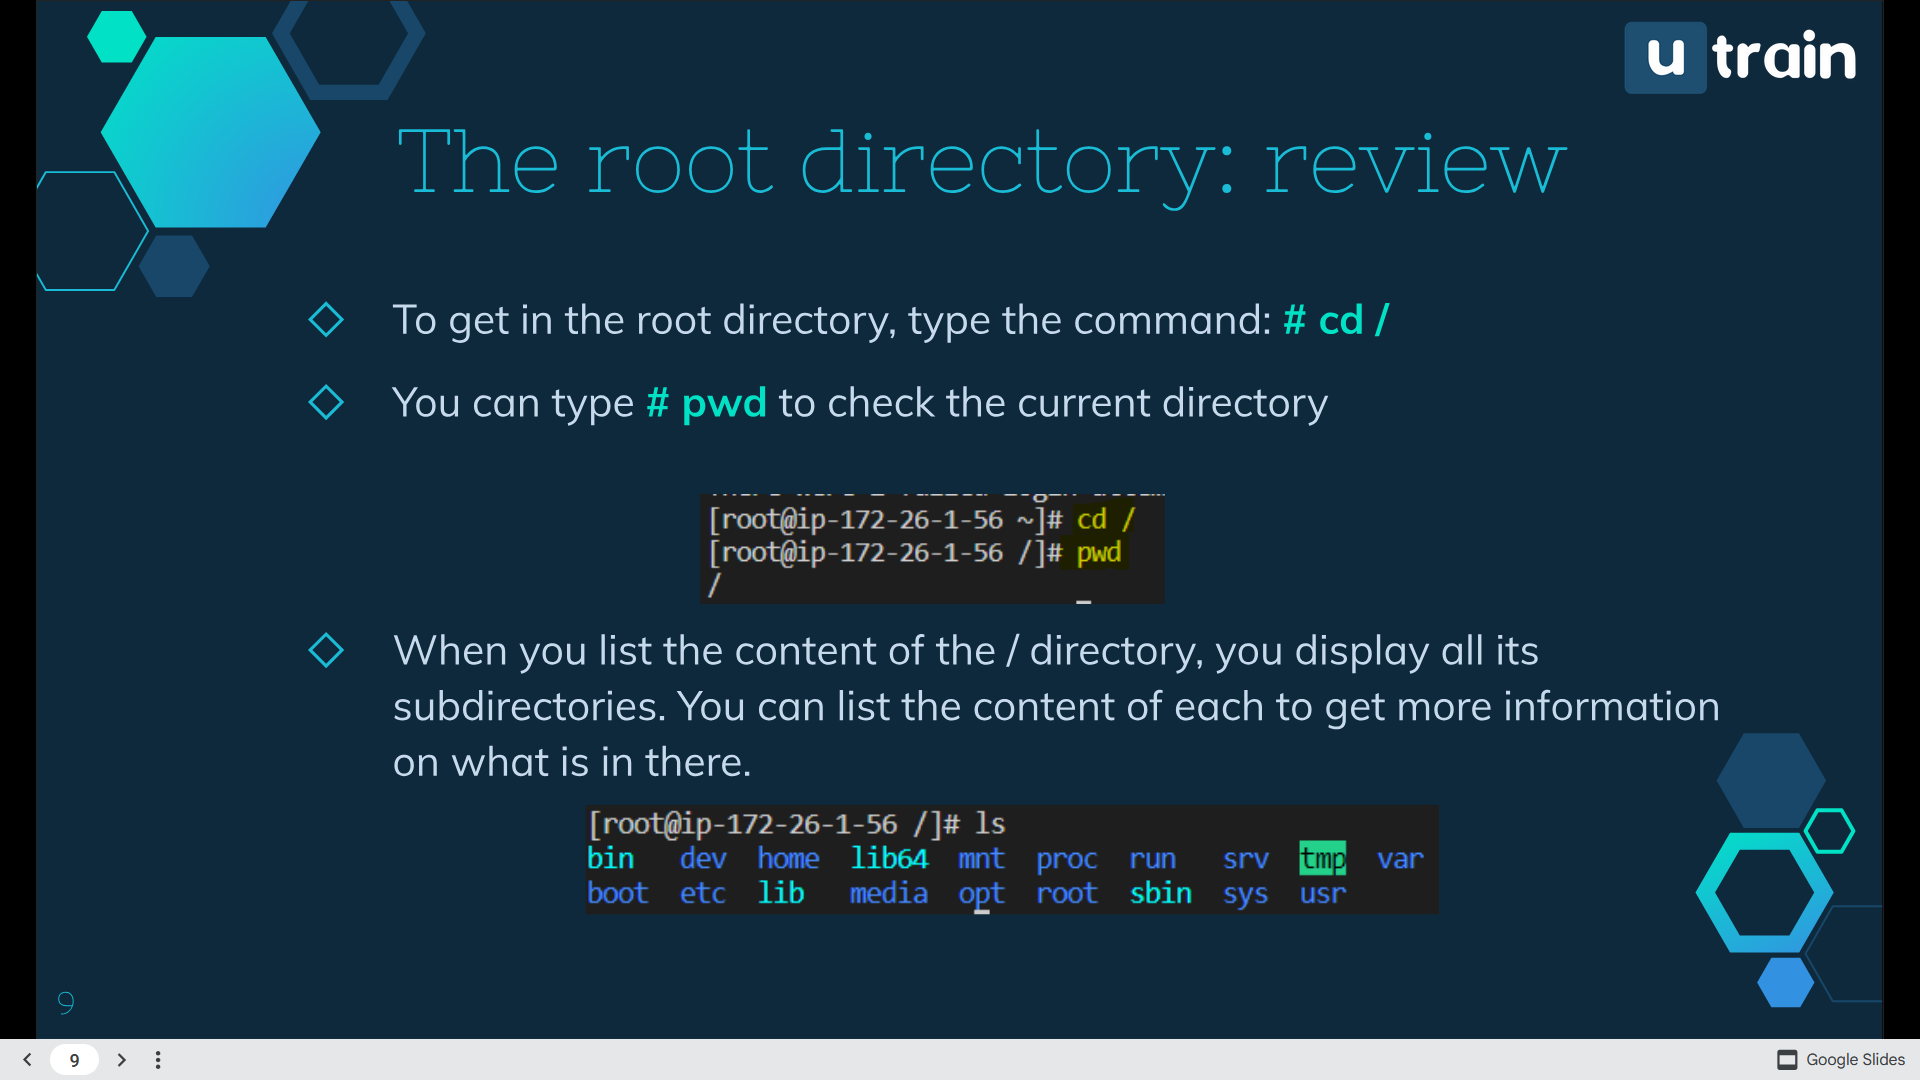 u train
The root directory: review
To get in the root directory, type the command: # cd /
You can type # pwd to check the current directory
[root@ip-172-26-1-56 ~]# cd /
[root@ip-172-26-1-56 /]# pwd
/
When you list the content of the / directory, you display all its
subdirectories. You can list the content of each to get more information
on what is in there.
[root@ip-172-26-1-56 /]# ls
bin dev home lib64 mnt proc run srv tmp var
boot etc lib media opt root sbin sys usr
9
9
Google Slides